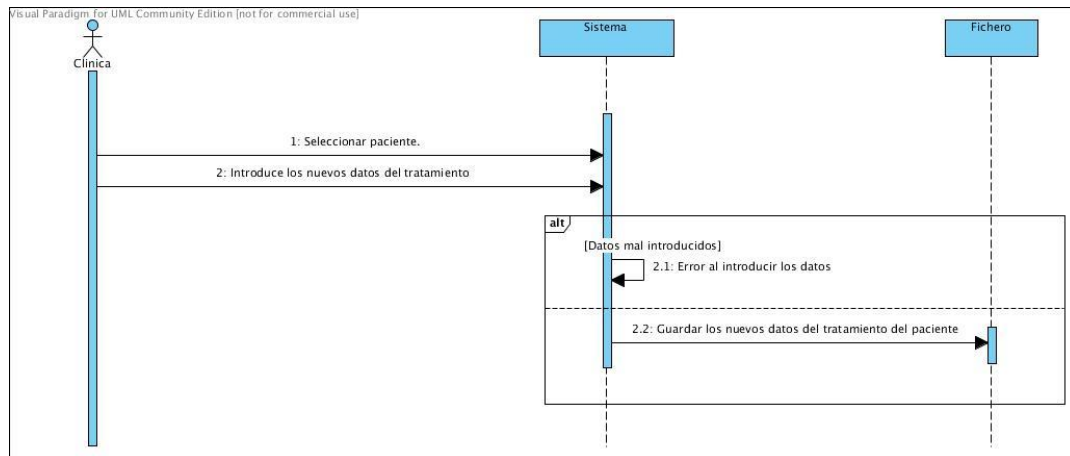 Visual Paradigm for UML Community Edition [not for commercial use]
Clinica
Sistema
Fichero
1: Seleccionar paciente.
2: Introduce los nuevos datos del tratamiento
alt
[Datos mal introducidos]
2.1: Error al introducir los datos
2.2: Guardar los nuevos datos del tratamiento del paciente